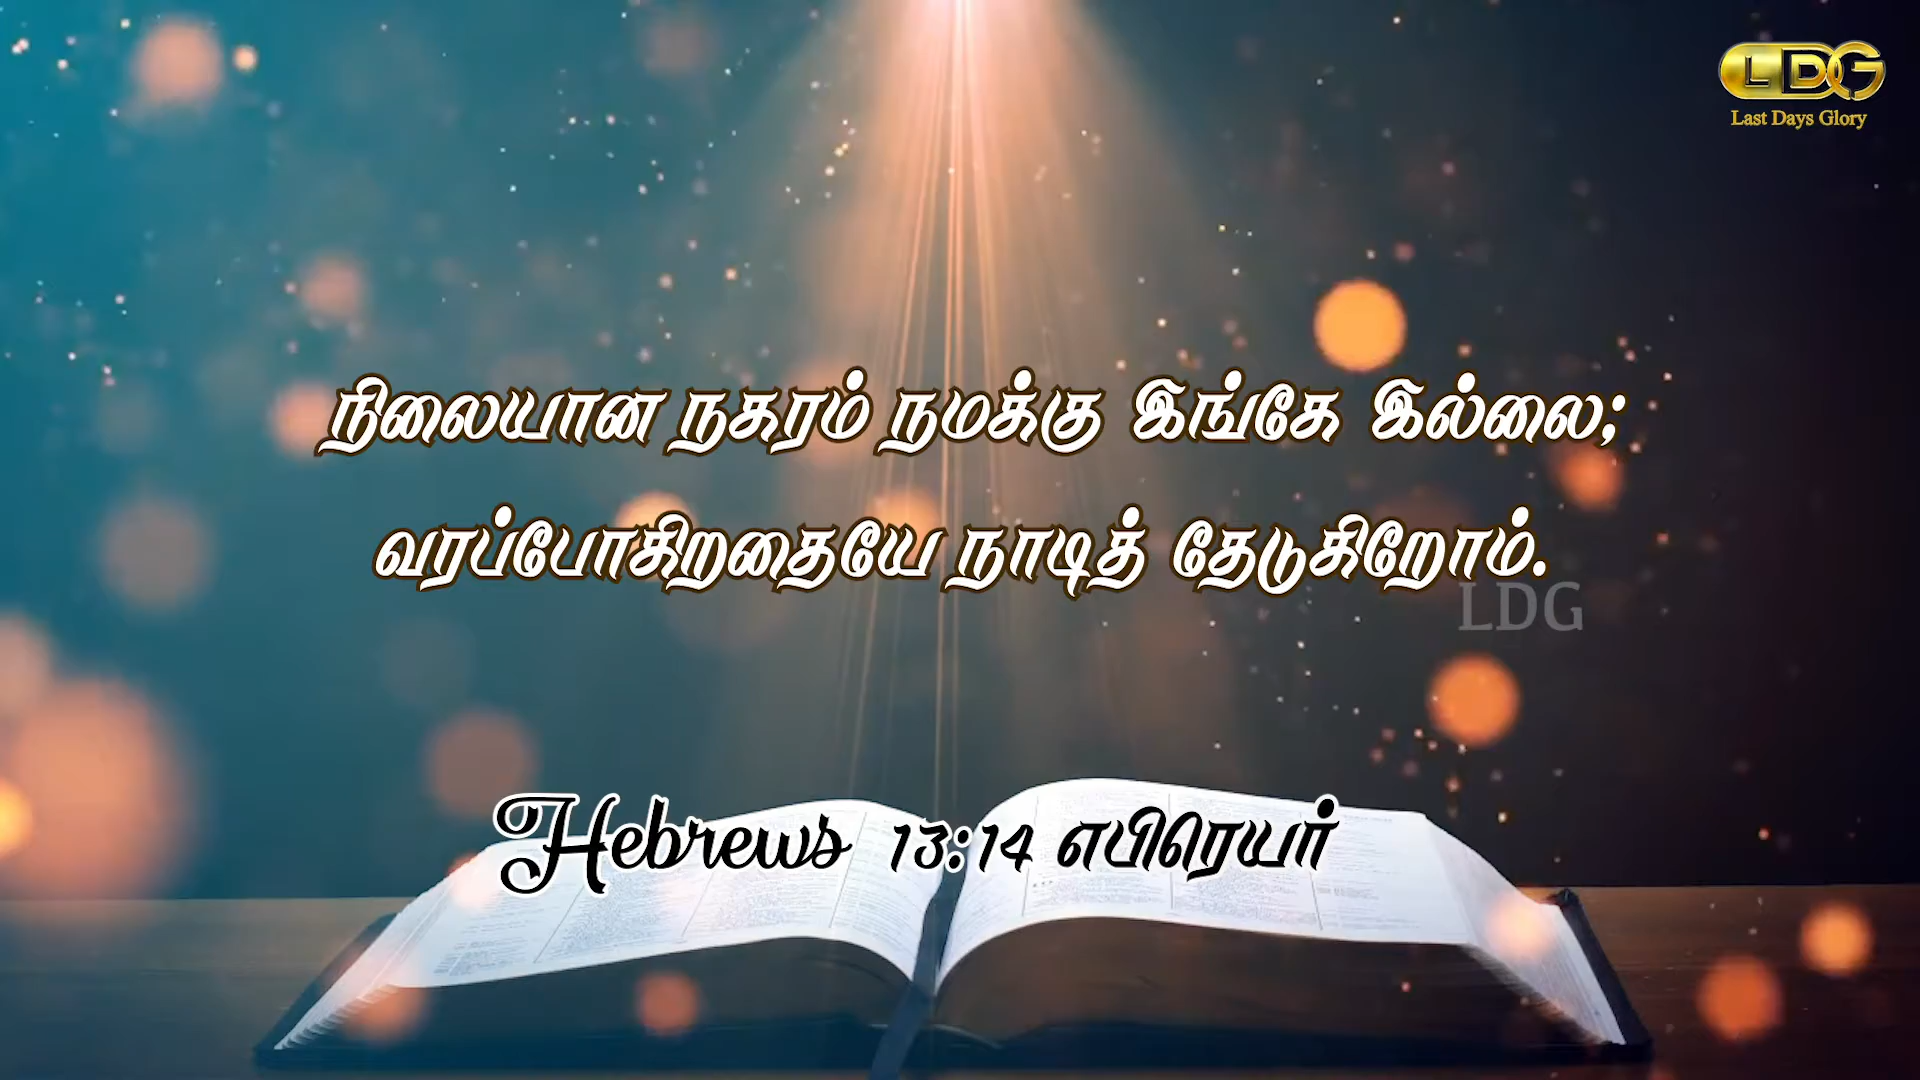 LDG
Last Days Glory
நிலையான நகரம் நமக்கு இங்கே இல்லை;
வரப்போகிறதையே நாடித் தேடுகிறோம்.
LDG
Hebrews 13:14 எபிரெயர்